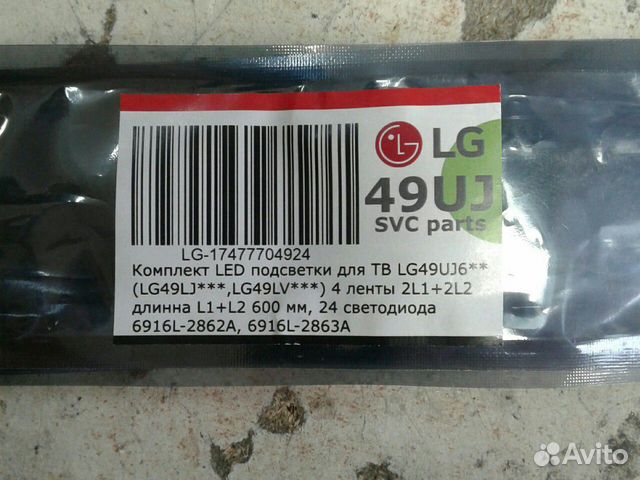 LG
49UJ
SVC parts
LG-17477704924
Комплект LED подсветки для ТВ LG49UJ6**
(LG49LJ***,LG49LV***) 4 ленты 2L1+2L2
длинна L1+L2 600 мм, 24 светодиода
6916L-2862A, 6916L-2863A
Avito